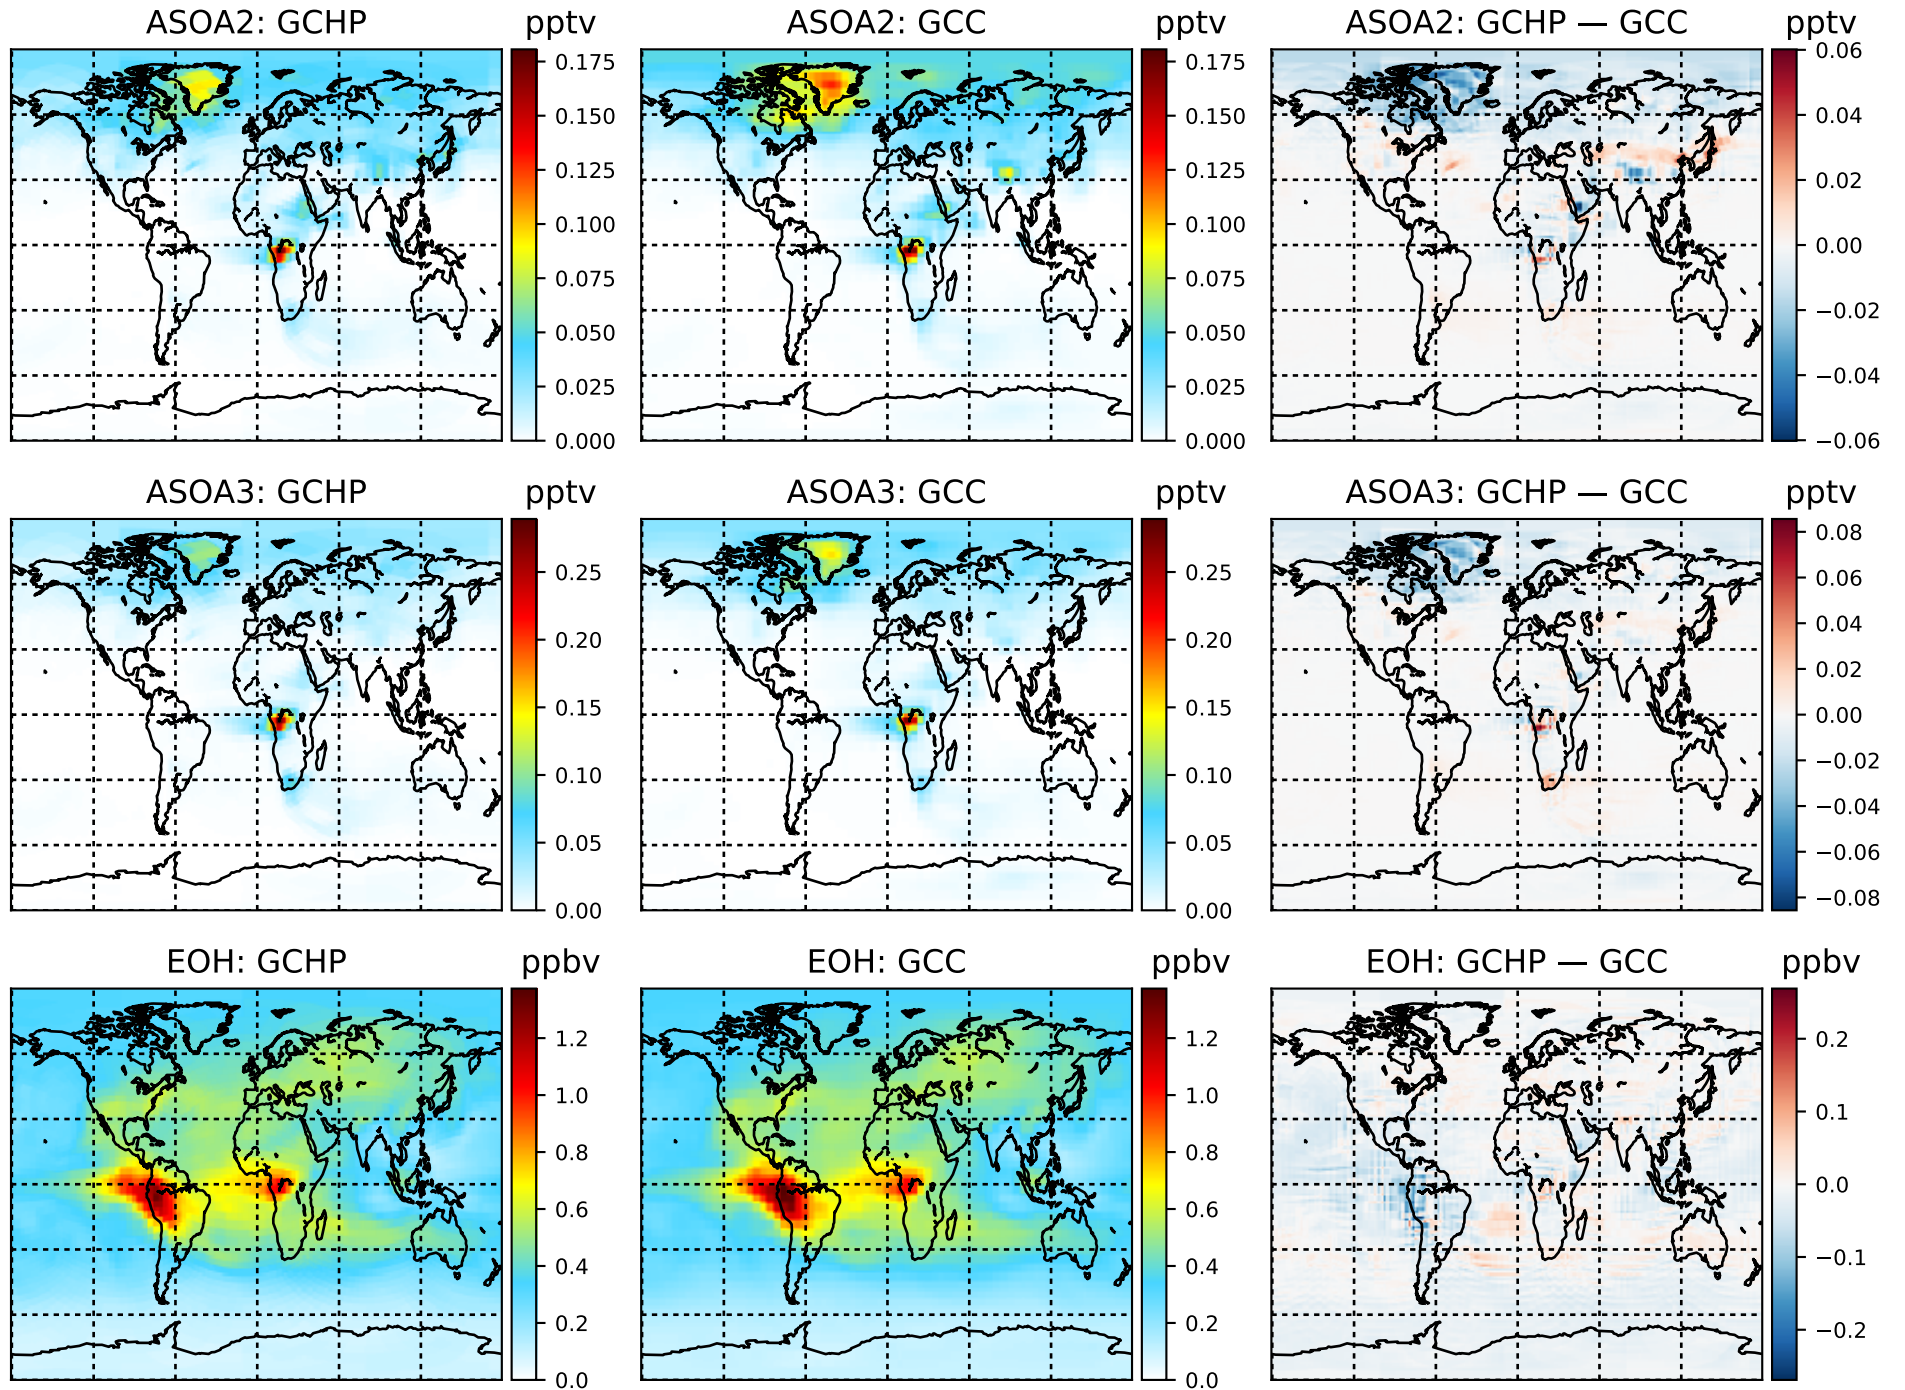 ASOA2: GCHP pptv ASOA2: GCC pptv ASOA2: GCHP — GCC pptv
0.175 0.175 0.06
0.150 0.150 0.04
0.125 0.125 0.02
0.100 0.100 0.00
0.075 0.075 −0.02
0.050 0.050 −0.04
0.025 0.025 −0.06
0.000 0.000
ASOA3: GCHP pptv ASOA3: GCC pptv ASOA3: GCHP — GCC pptv
0.25 0.25 0.08
0.20 0.20 0.06
0.15 0.15 0.04
0.10 0.10 0.02
0.05 0.05 0.00
0.00 0.00 −0.02
−0.04
−0.06
−0.08
EOH: GCHP ppbv EOH: GCC ppbv EOH: GCHP — GCC ppbv
1.2 1.2 0.2
1.0 1.0 0.1
0.8 0.8 0.0
0.6 0.6 −0.1
0.4 0.4 −0.2
0.2 0.2
0.0 0.0